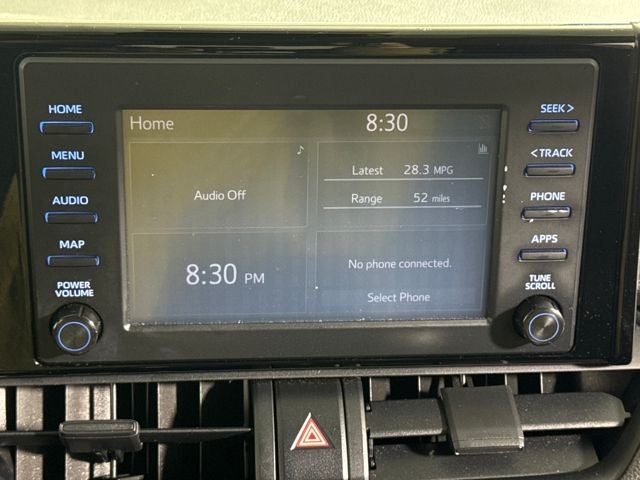 Home 8:30
Audio Off
Latest 28.3 MPG
Range 52 miles
8:30 PM
No phone connected.
Select Phone
HOME
MENU
AUDIO
MAP
POWER
VOLUME
SEEK >
< TRACK
PHONE
APPS
TUNE
SCROLL